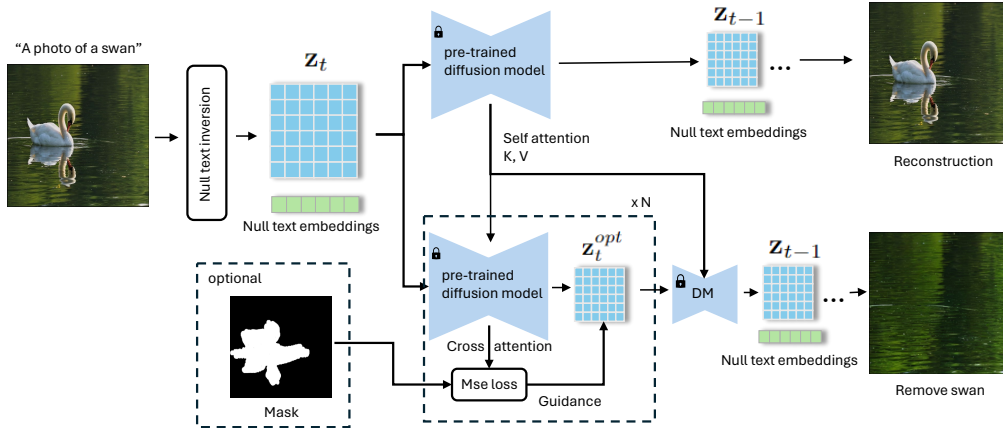 “A photo of a swan”
Null text inversion
z_t
Null text embeddings
pre-trained
diffusion model
z_{t−1}
...
Null text embeddings
Reconstruction
Self attention
K, V
x N
optional
Mask
pre-trained
diffusion model
z_t^{opt}
Cross attention
Mse loss
Guidance
DM
z_{t−1}
...
Null text embeddings
Remove swan